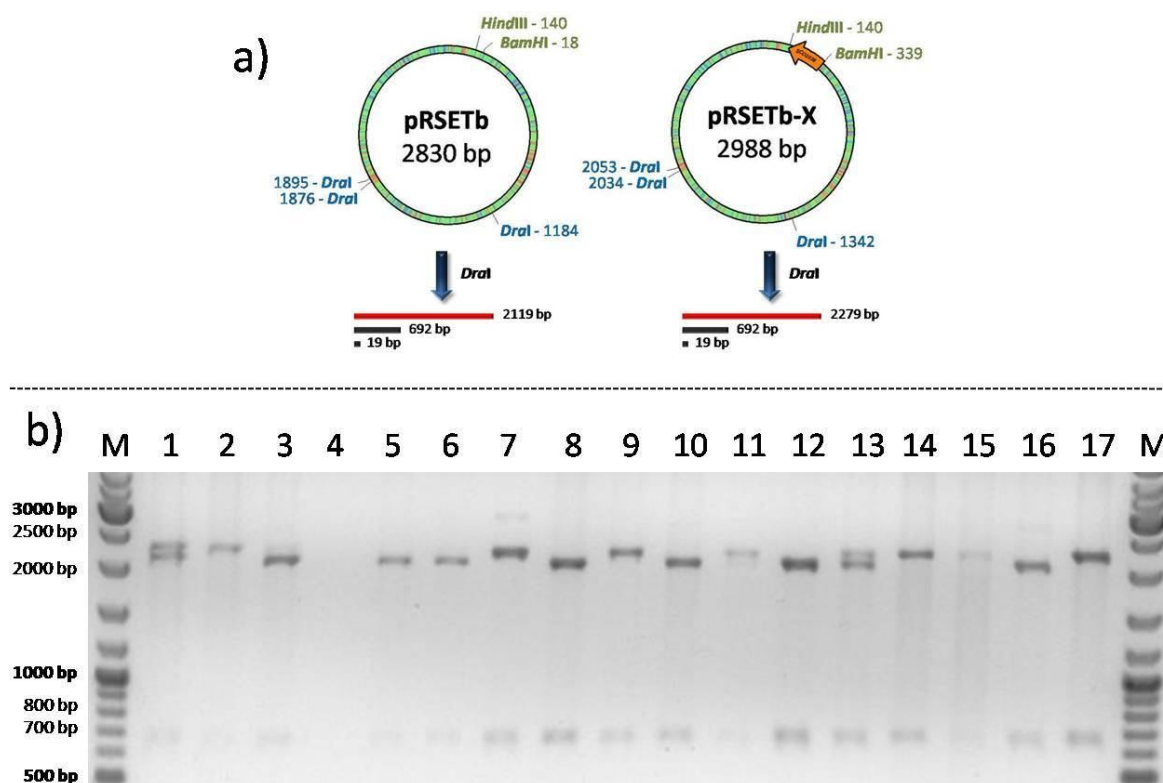 a)
HindIII - 140
BamHI - 18
pRSETb
2830 bp
1895 - DraI
1876 - DraI
DraI - 1184
DraI
2119 bp
692 bp
19 bp
HindIII - 140
BamHI - 339
pRSETb-X
2988 bp
2053 - DraI
2034 - DraI
DraI - 1342
DraI
2279 bp
692 bp
19 bp
b)
M 1 2 3 4 5 6 7 8 9 10 11 12 13 14 15 16 17 M
3000 bp
2500 bp
2000 bp
1000 bp
800 bp
700 bp
500 bp